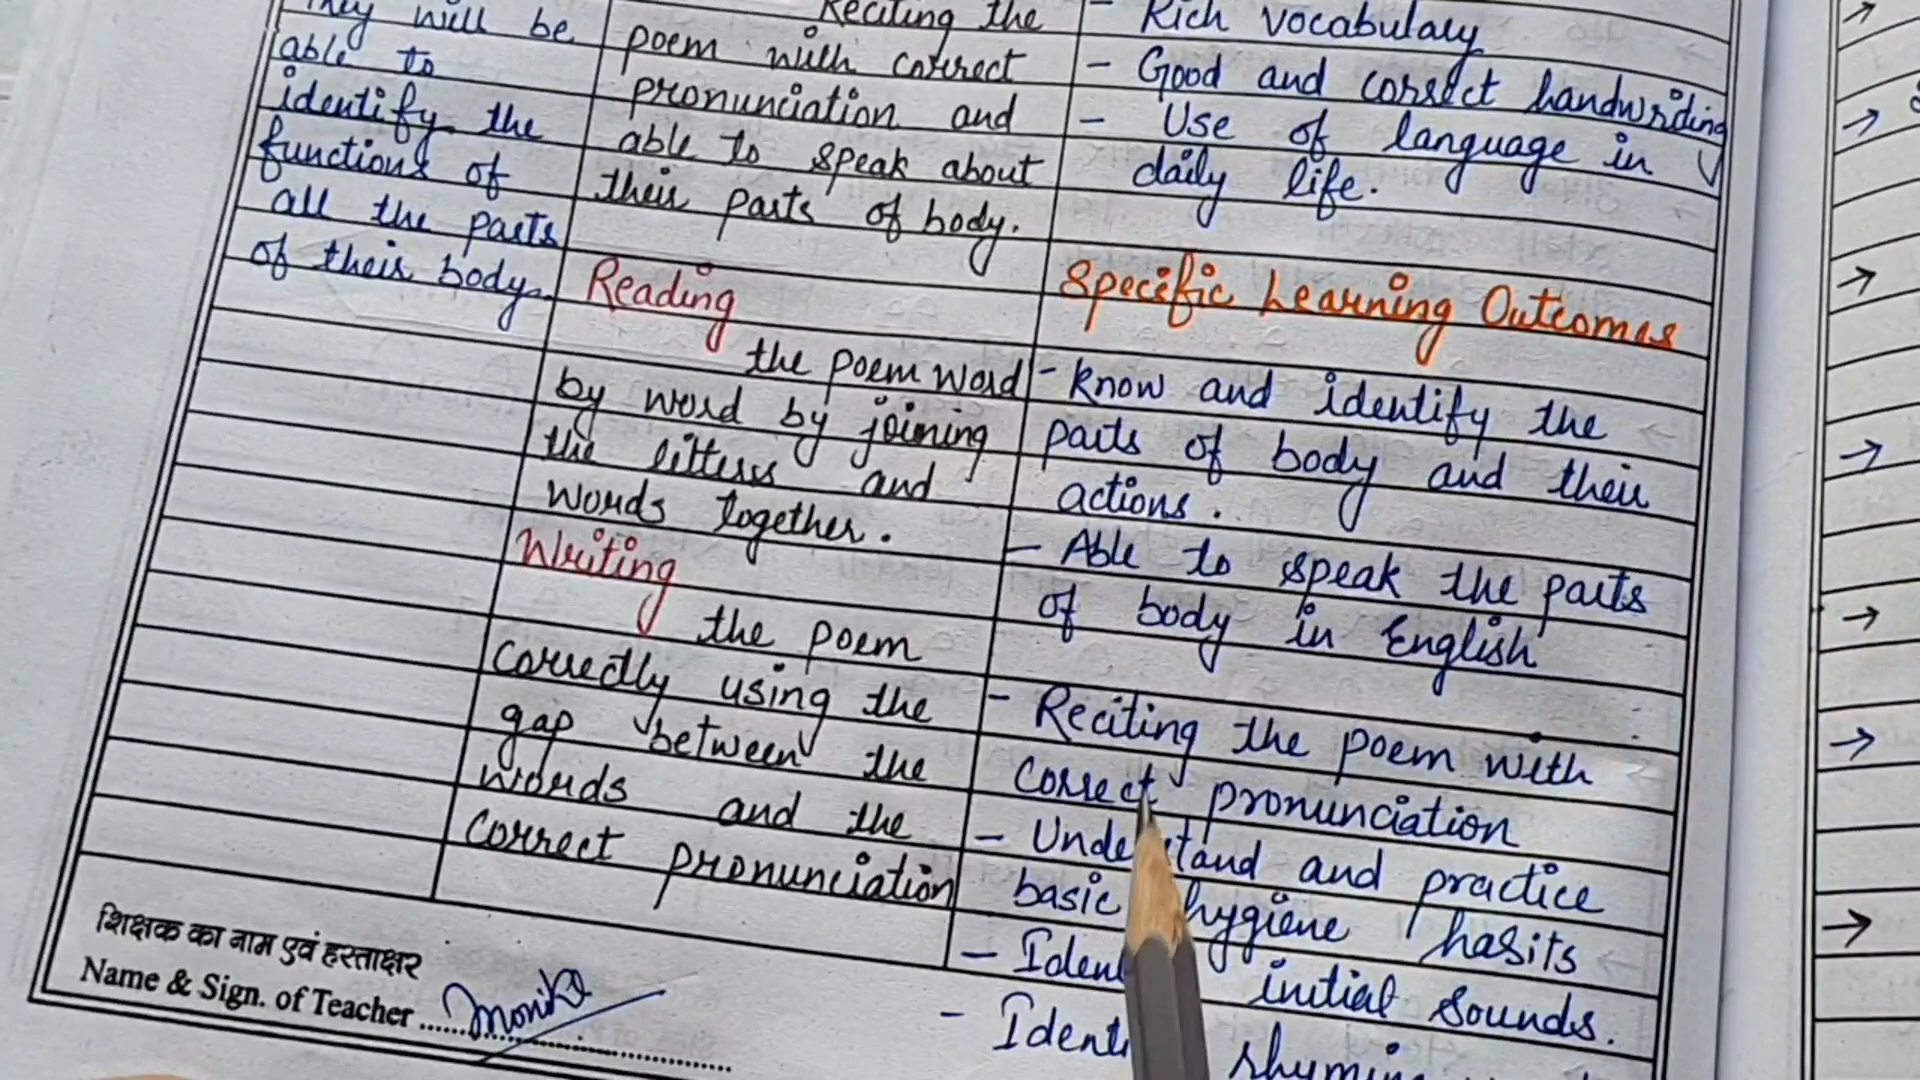 They will be
able to
identify the
functions of
all the parts
of their body.
Reciting the
poem with correct
pronunciation and
able to speak about
their parts of body.
Reading
the poem word
by word by joining
the letters and
words together.
Writing
the poem
correctly using the
gap between the
words and the
correct pronunciation
- Rich vocabulary
- Good and correct handwriting
- Use of language in
daily life.
Specific Learning Outcomes
- know and identify the
parts of body and their
actions.
- Able to speak the parts
of body in English
- Reciting the poem with
correct pronunciation
- Understand and practice
basic hygiene habits
- initial sounds.
-
शिक्षक का नाम एवं हस्ताक्षर
Name & Sign. of Teacher ...... Monika